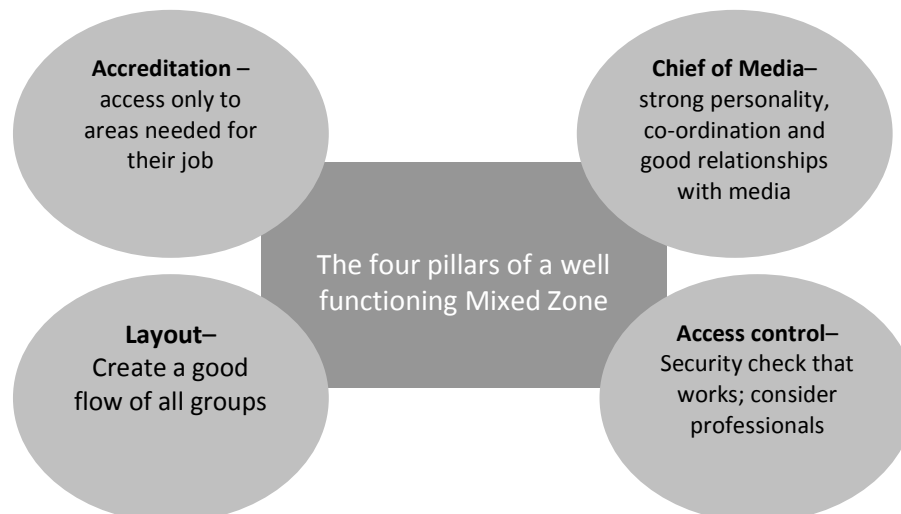 Accreditation –
access only to
areas needed for
their job
Chief of Media–
strong personality,
co-ordination and
good relationships
with media
The four pillars of a well
functioning Mixed Zone
Layout–
Create a good
flow of all groups
Access control–
Security check that
works; consider
professionals